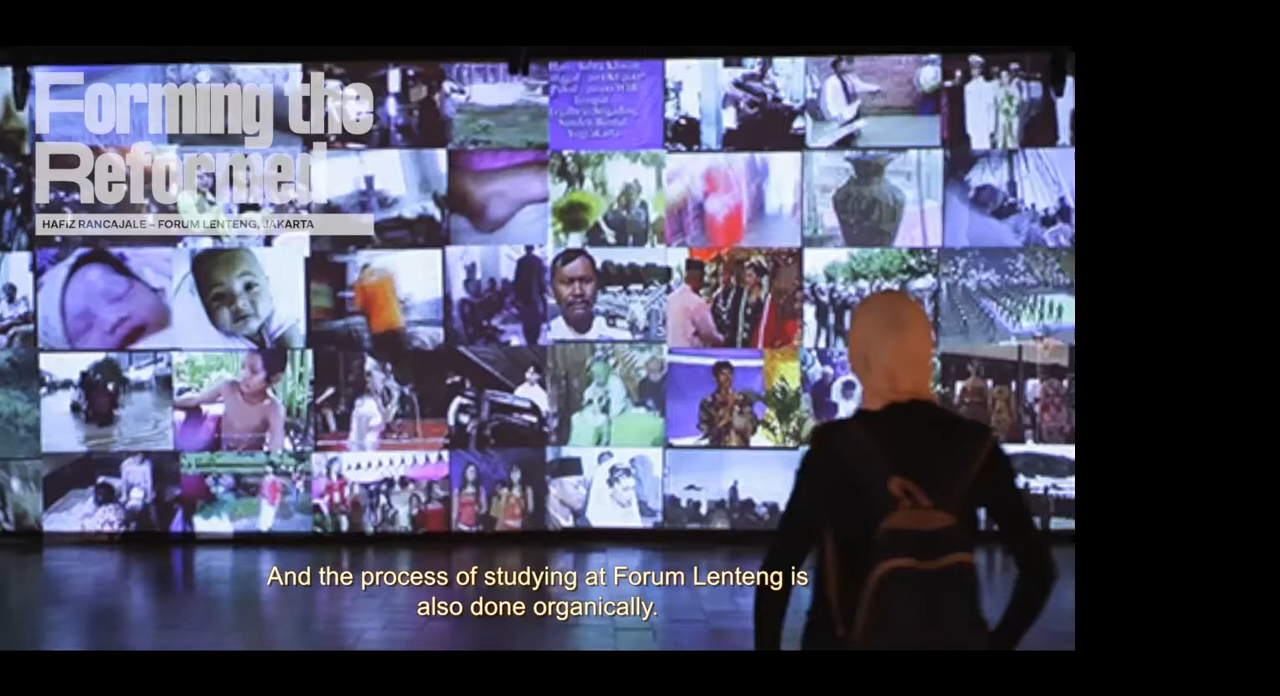 Forming the
Reformed
HAFIZ RANCAJALE – FORUM LENTENG, JAKARTA
Yogyakarta
And the process of studying at Forum Lenteng is
also done organically.